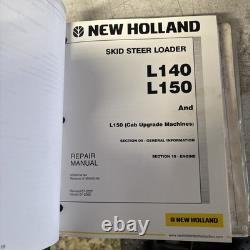 NEW HOLLAND
SKID STEER LOADER
L140
L150
And
L150 (Cab Upgrade Machines)
SECTION 00 - GENERAL INFORMATION
REPAIR
MANUAL
SECTION 10 - ENGINE
NEW HOLLAND